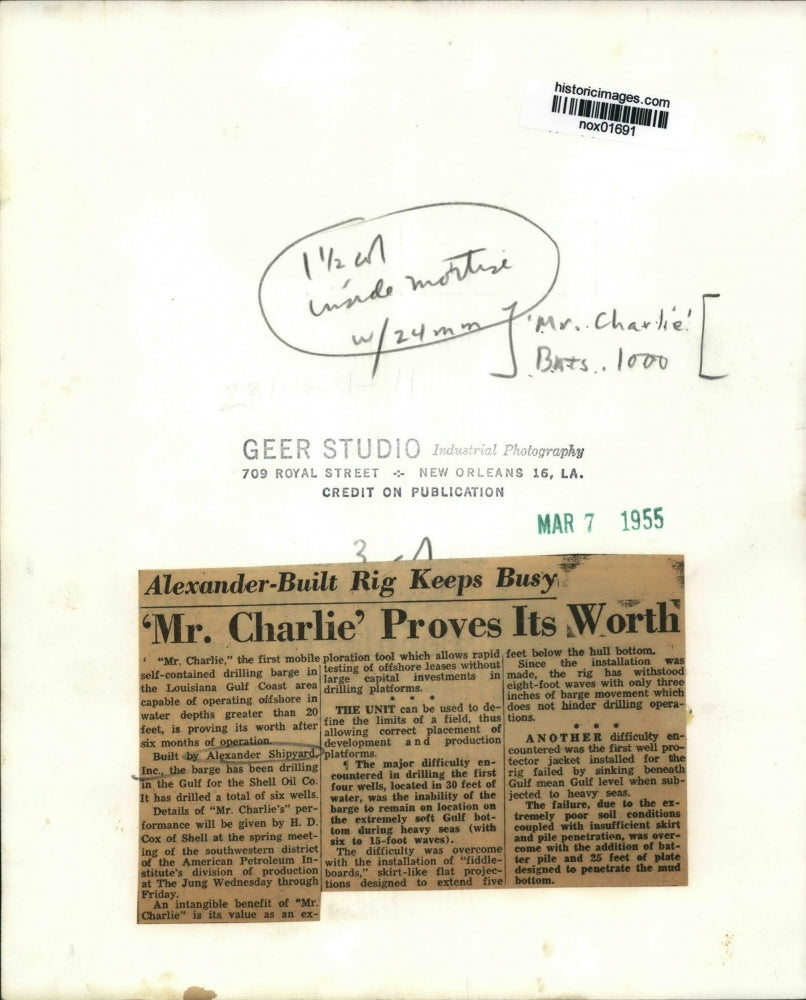 historicimages.com
nox01691
1 1/2 col
inside mortise
w/24 mm
'Mr. Charlie'
Bats. 1000
GEER STUDIO Industrial Photography
709 ROYAL STREET -:- NEW ORLEANS 16, LA.
CREDIT ON PUBLICATION
MAR 7 1955
Alexander-Built Rig Keeps Busy
'Mr. Charlie' Proves Its Worth
"Mr. Charlie," the first mobile
self-contained drilling barge in
the Louisiana Gulf Coast area
capable of operating offshore in
water depths greater than 20
feet, is proving its worth after
six months of operation.
Built by Alexander Shipyard,
Inc., the barge has been drilling
in the Gulf for the Shell Oil Co.
It has drilled a total of six wells.
Details of "Mr. Charlie's" per-
formance will be given by H. D.
Cox of Shell at the spring meet-
ing of the southwestern district
of the American Petroleum In-
stitute's division of production
at The Jung Wednesday through
Friday.
An intangible benefit of "Mr.
Charlie" is its value as an ex-
ploration tool which allows rapid
testing of offshore leases without
large capital investments in
drilling platforms.
* * *
THE UNIT can be used to de-
fine the limits of a field, thus
allowing correct placement of
development and production
platforms.
¶ The major difficulty en-
countered in drilling the first
four wells, located in 30 feet of
water, was the inability of the
barge to remain on location on
the extremely soft Gulf bot-
tom during heavy seas (with
six to 15-foot waves).
The difficulty was overcome
with the installation of "fiddle-
boards," skirt-like flat projec-
tions designed to extend five
feet below the hull bottom.
Since the installation was
made, the rig has withstood
eight-foot waves with only three
inches of barge movement which
does not hinder drilling opera-
tions.
* * *
ANOTHER difficulty en-
countered was the first well pro-
tector jacket installed for the
rig failed by sinking beneath
Gulf mean Gulf level when sub-
jected to heavy seas.
The failure, due to the ex-
tremely poor soil conditions
coupled with insufficient skirt
and pile penetration, was over-
come with the addition of bat-
ter pile and 25 feet of plate
designed to penetrate the mud
bottom.